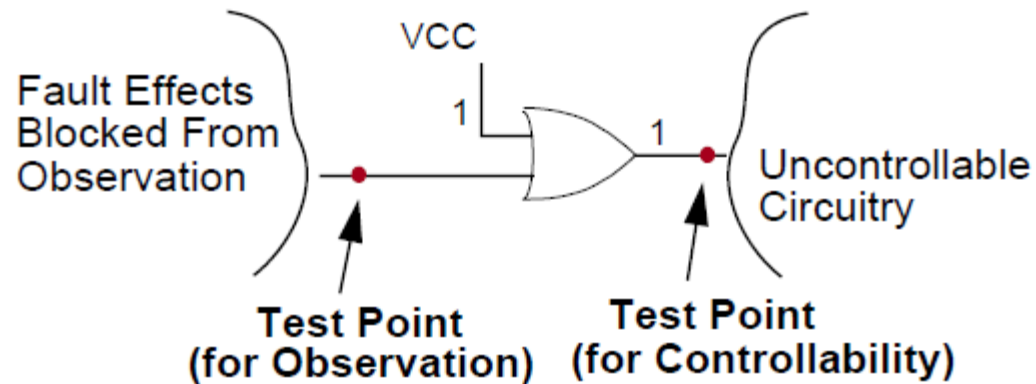 VCC
Fault Effects
Blocked From
Observation
1
1
Uncontrollable
Circuitry
Test Point
(for Observation)
Test Point
(for Controllability)